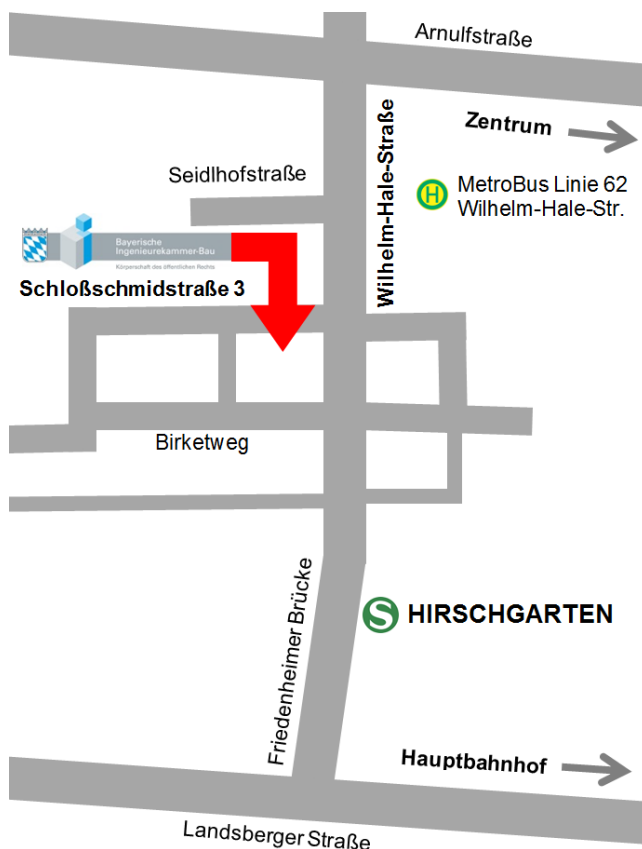 Arnulfstraße
Zentrum
Wilhelm-Hale-Straße
Seidlhofstraße
H
MetroBus Linie 62
Wilhelm-Hale-Str.
Bayerische
Ingenieurekammer-Bau
Körperschaft des öffentlichen Rechts
Schloßschmidstraße 3
Birketweg
Friedenheimer Brücke
S
HIRSCHGARTEN
Hauptbahnhof
Landsberger Straße